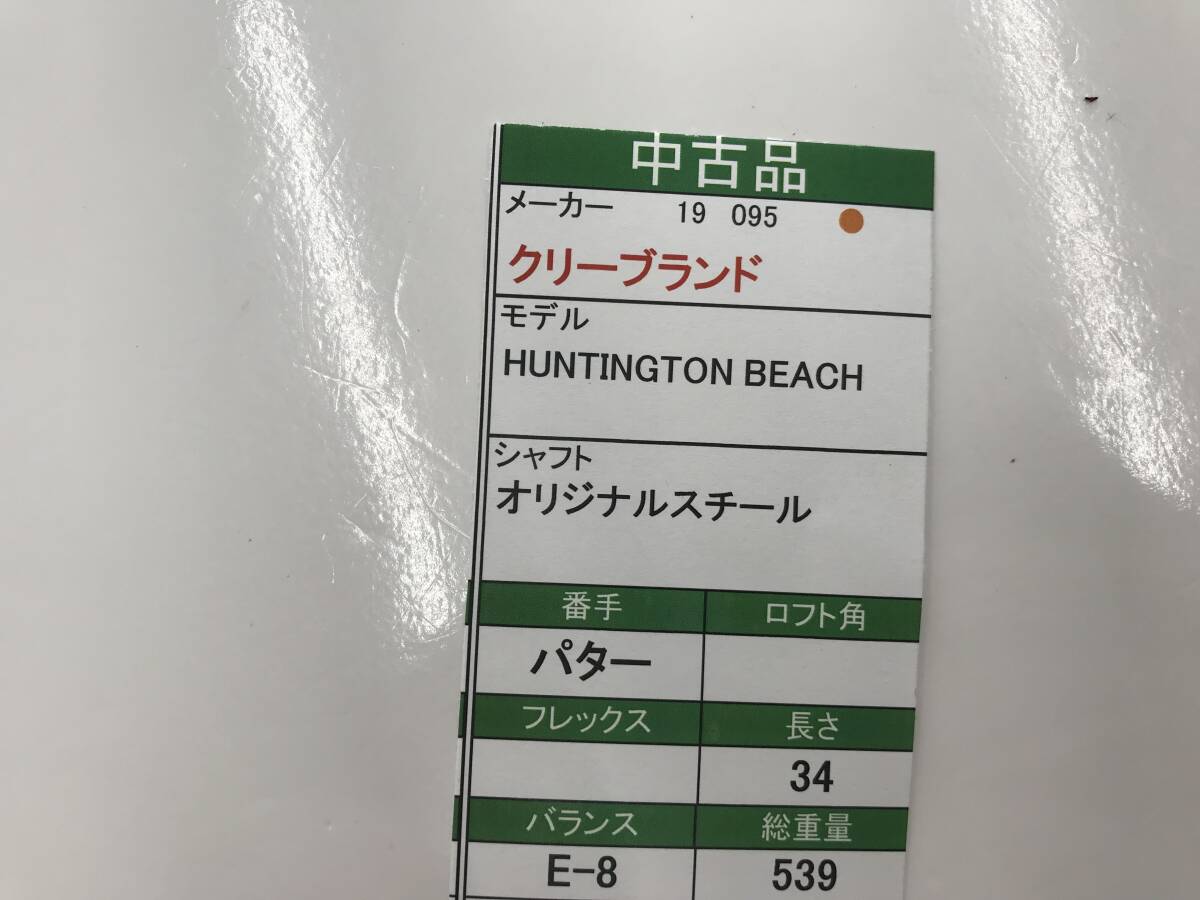 中古品
メーカー 19 095
クリーブランド
モデル
HUNTINGTON BEACH
シャフト
オリジナルスチール
番手 ロフト角
パター
フレックス 長さ
34
バランス 総重量
E-8 539